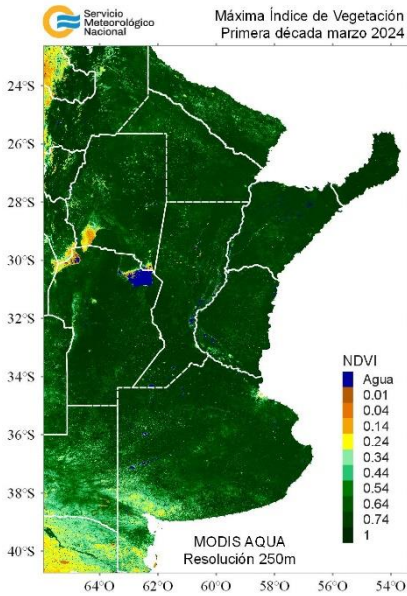 Servicio
Meteorológico
Nacional
Máxima Índice de Vegetación
Primera década marzo 2024
24°S
26°S
28°S
30°S
32°S
34°S
36°S
38°S
40°S
NDVI
Agua
0.01
0.04
0.14
0.24
0.34
0.44
0.54
0.64
0.74
1
MODIS AQUA
Resolución 250m
64°O 62°O 60°O 58°O 56°O 54°O